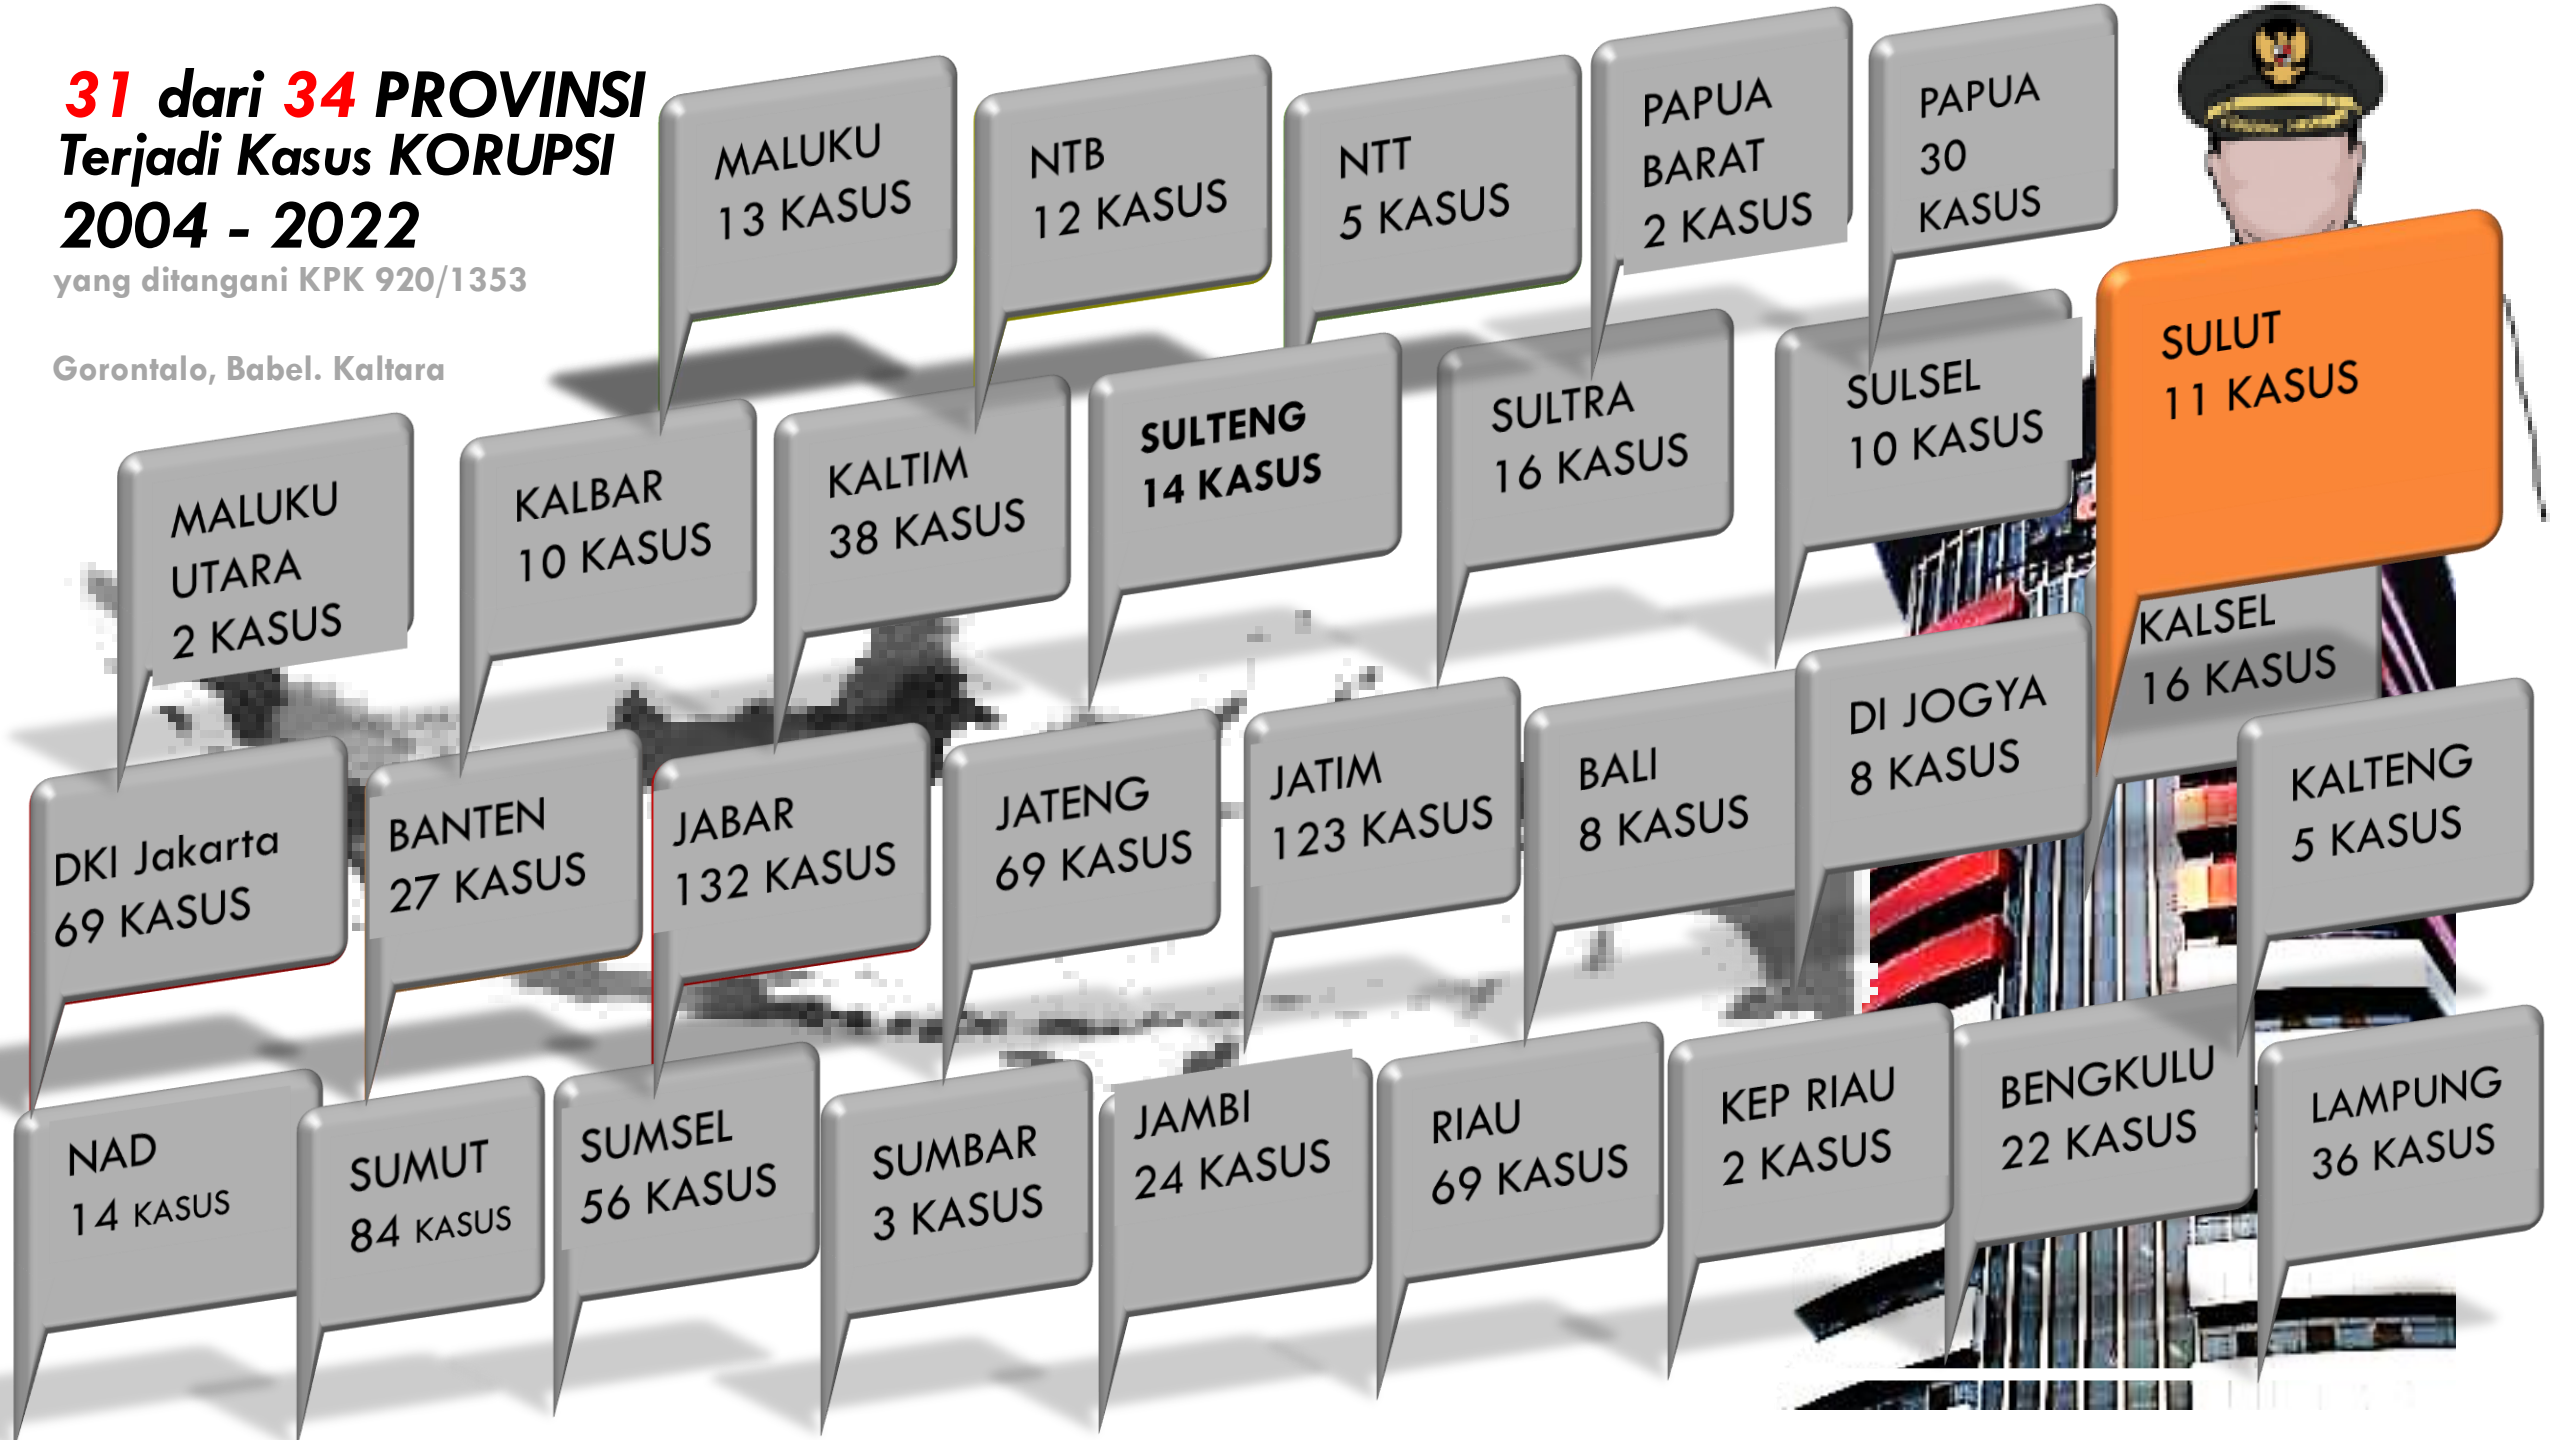 31 dari 34 PROVINSI
Terjadi Kasus KORUPSI
2004 - 2022
yang ditangani KPK 920/1353
Gorontalo, Babel. Kaltara
MALUKU
13 KASUS
NTB
12 KASUS
NTT
5 KASUS
PAPUA
BARAT
2 KASUS
PAPUA
30
KASUS
MALUKU
UTARA
2 KASUS
KALBAR
10 KASUS
KALTIM
38 KASUS
SULTENG
14 KASUS
SULTRA
16 KASUS
SULSEL
10 KASUS
SULUT
11 KASUS
DKI Jakarta
69 KASUS
BANTEN
27 KASUS
JABAR
132 KASUS
JATENG
69 KASUS
JATIM
123 KASUS
BALI
8 KASUS
DI JOGYA
8 KASUS
KALSEL
16 KASUS
KALTENG
5 KASUS
NAD
14 KASUS
SUMUT
84 KASUS
SUMSEL
56 KASUS
SUMBAR
3 KASUS
JAMBI
24 KASUS
RIAU
69 KASUS
KEP RIAU
2 KASUS
BENGKULU
22 KASUS
LAMPUNG
36 KASUS